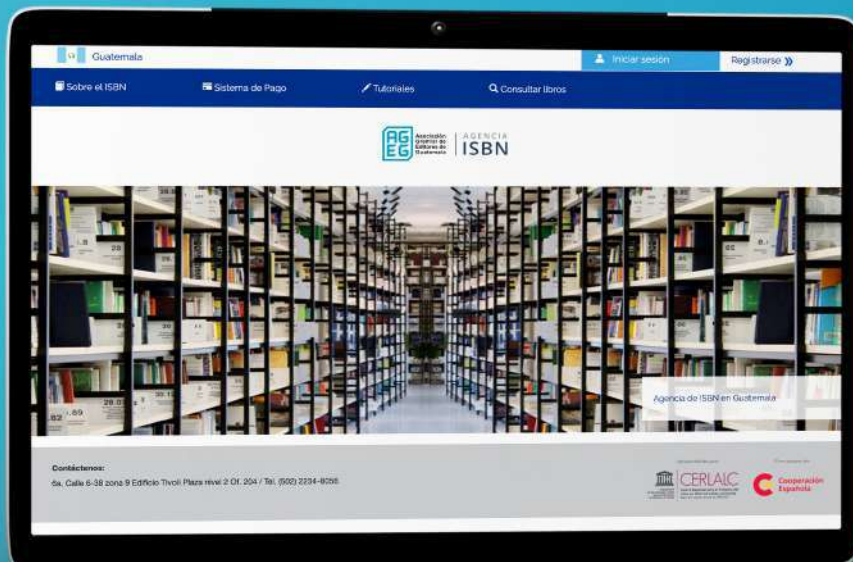 Guatemala
Iniciar sesión
Registrarse
Sobre el ISBN
Sistema de Pago
Tutoriales
Consultar libros
AG
EG
Asociación
Gremial de
Editores de
Guatemala
AGENCIA
ISBN
Agencia de ISBN en Guatemala
Contáctenos:
6a. Calle 6-38 zona 9 Edificio Tivoli Plaza nivel 2 Of. 204 / Tel. (502) 2234-8056
CERLALC
Cooperación
Española